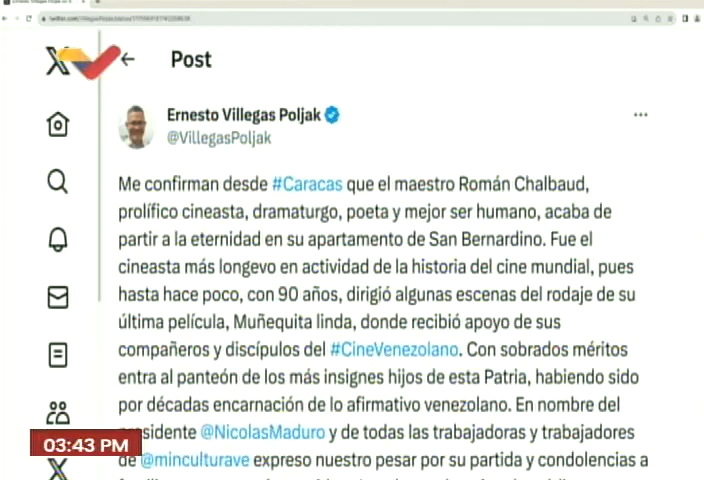 Post
Ernesto Villegas Poljak
@VillegasPoljak
Me confirman desde #Caracas que el maestro Román Chalbaud,
prolífico cineasta, dramaturgo, poeta y mejor ser humano, acaba de
partir a la eternidad en su apartamento de San Bernardino. Fue el
cineasta más longevo en actividad de la historia del cine mundial, pues
hasta hace poco, con 90 años, dirigió algunas escenas del rodaje de su
última película, Muñequita linda, donde recibió apoyo de sus
compañeros y discípulos del #CineVenezolano. Con sobrados méritos
entra al panteón de los más insignes hijos de esta Patria, habiendo sido
por décadas encarnación de lo afirmativo venezolano. En nombre del
presidente @NicolasMaduro y de todas las trabajadoras y trabajadores
03:43 PM
de @minculturave expreso nuestro pesar por su partida y condolencias a